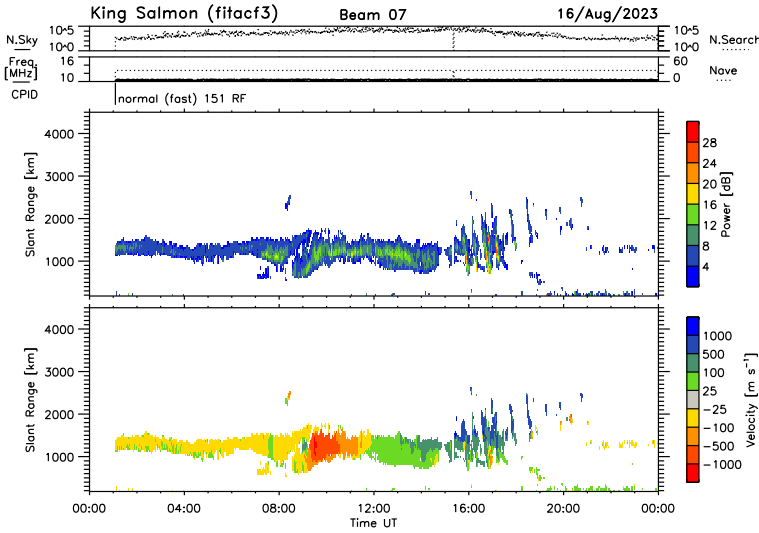 King Salmon (fitacf3) Beam 07 16/Aug/2023
N.Sky 10^5 10^0 10^5 10^0 N.Search
Freq. [MHz] 16 10 60 0 Nave
CPID normal (fast) 151 RF
Slant Range [km] 4000 3000 2000 1000
Power [dB] 28 24 20 16 12 8 4
Slant Range [km] 4000 3000 2000 1000
Velocity [m s⁻¹] 1000 500 100 25 −25 −100 −500 −1000
00:00 04:00 08:00 12:00 16:00 20:00 00:00
Time UT